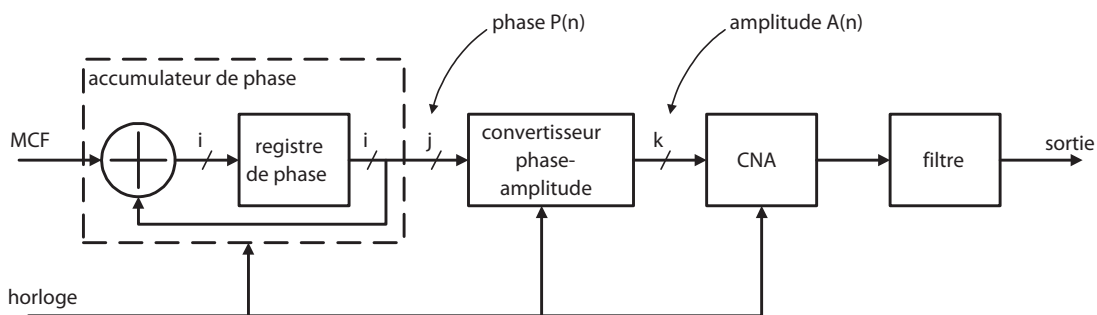 phase P(n)
amplitude A(n)
accumulateur de phase
MCF
i
registre
de phase
i
j
convertisseur
phase-
amplitude
k
CNA
filtre
sortie
horloge